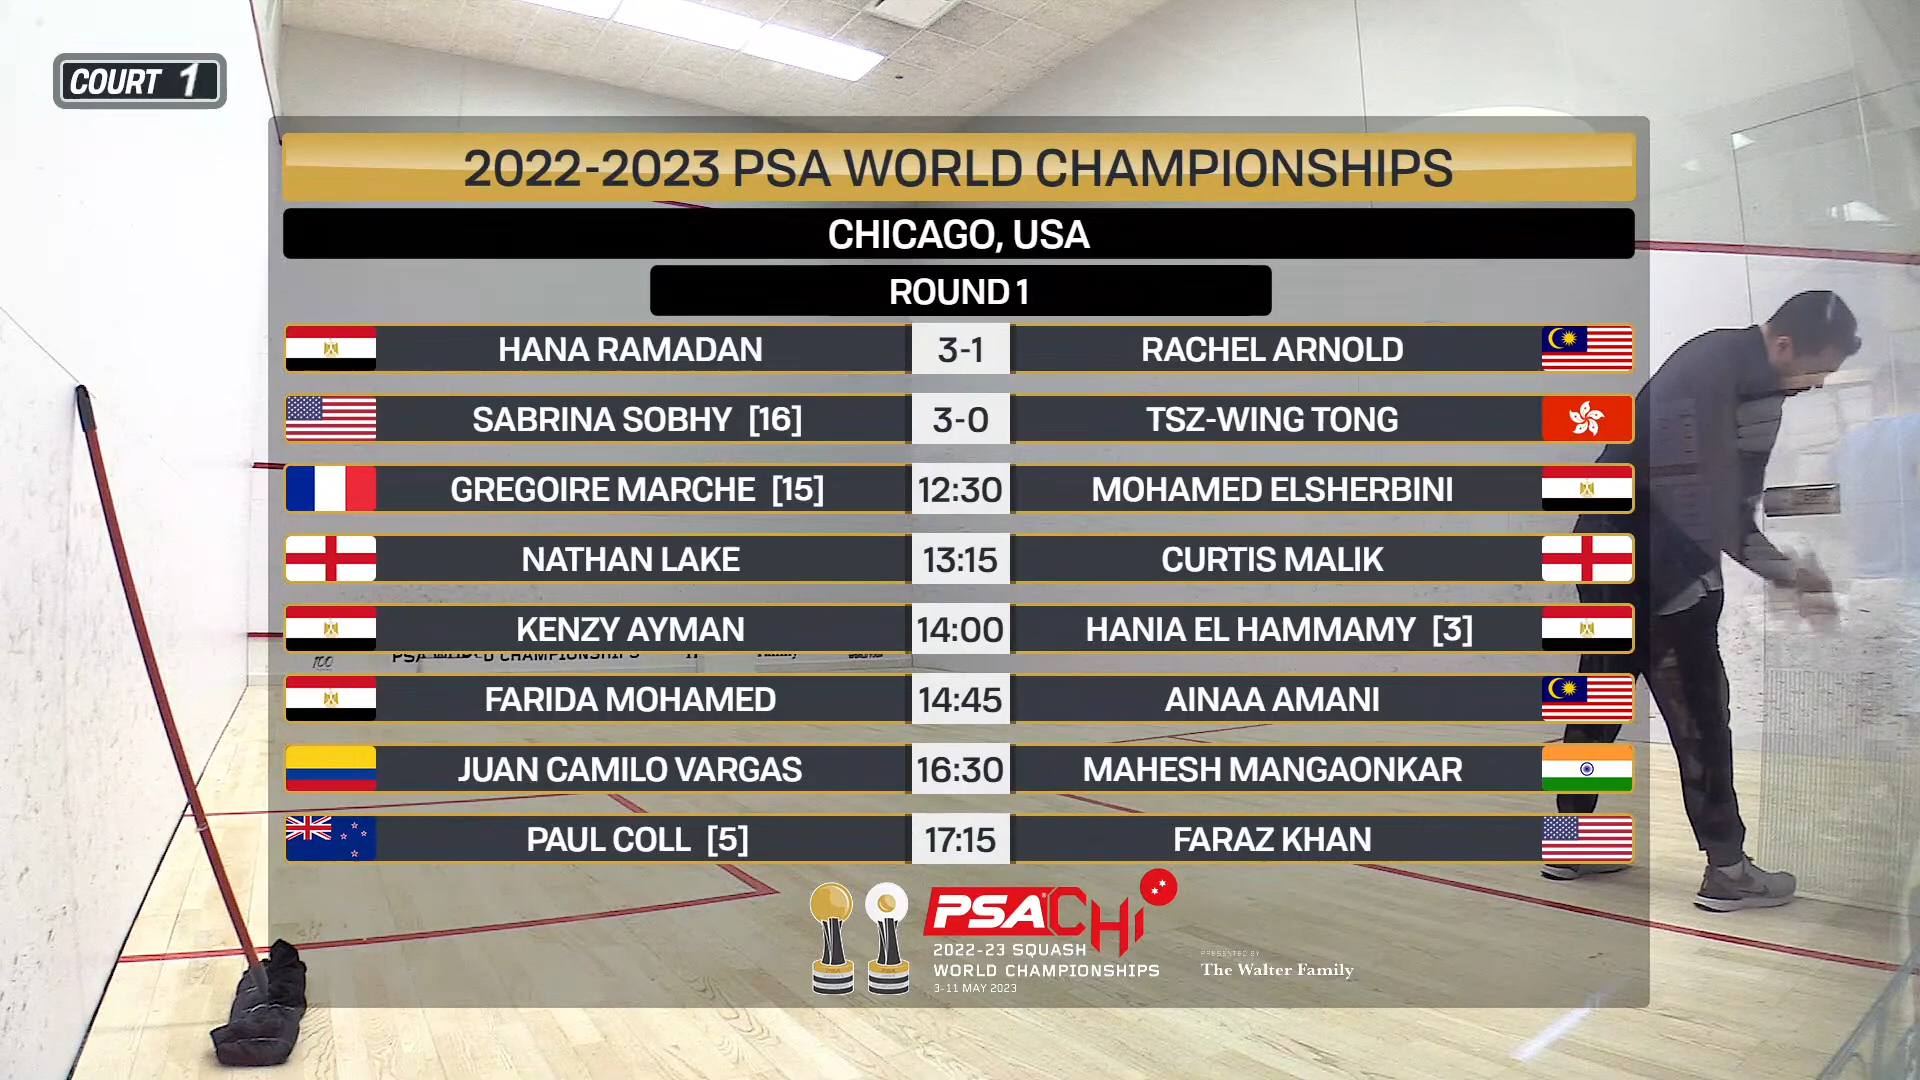 COURT 1
2022-2023 PSA WORLD CHAMPIONSHIPS
CHICAGO, USA
ROUND 1
HANA RAMADAN 3-1 RACHEL ARNOLD
SABRINA SOBHY [16] 3-0 TSZ-WING TONG
GREGOIRE MARCHE [15] 12:30 MOHAMED ELSHERBINI
NATHAN LAKE 13:15 CURTIS MALIK
KENZY AYMAN 14:00 HANIA EL HAMMAMY [3]
FARIDA MOHAMED 14:45 AINAA AMANI
JUAN CAMILO VARGAS 16:30 MAHESH MANGAONKAR
PAUL COLL [5] 17:15 FARAZ KHAN
PSA CHI
2022-23 SQUASH
WORLD CHAMPIONSHIPS
3-11 MAY 2023
PRESENTED BY
The Walter Family